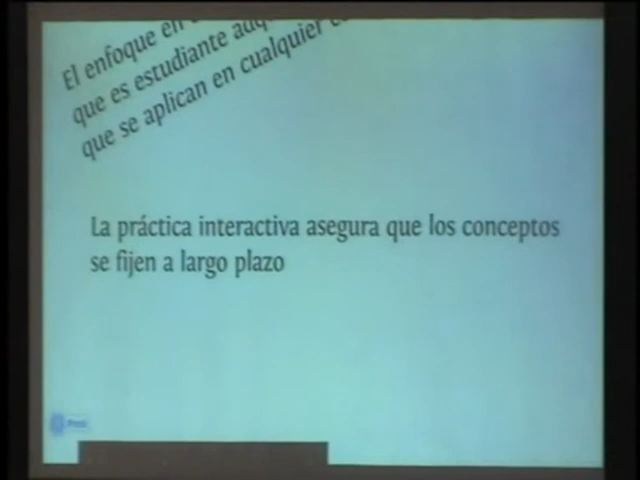 El enfoque en
que es estudiante
que se aplican en cualquier
La práctica interactiva asegura que los conceptos
se fijen a largo plazo
Prezi